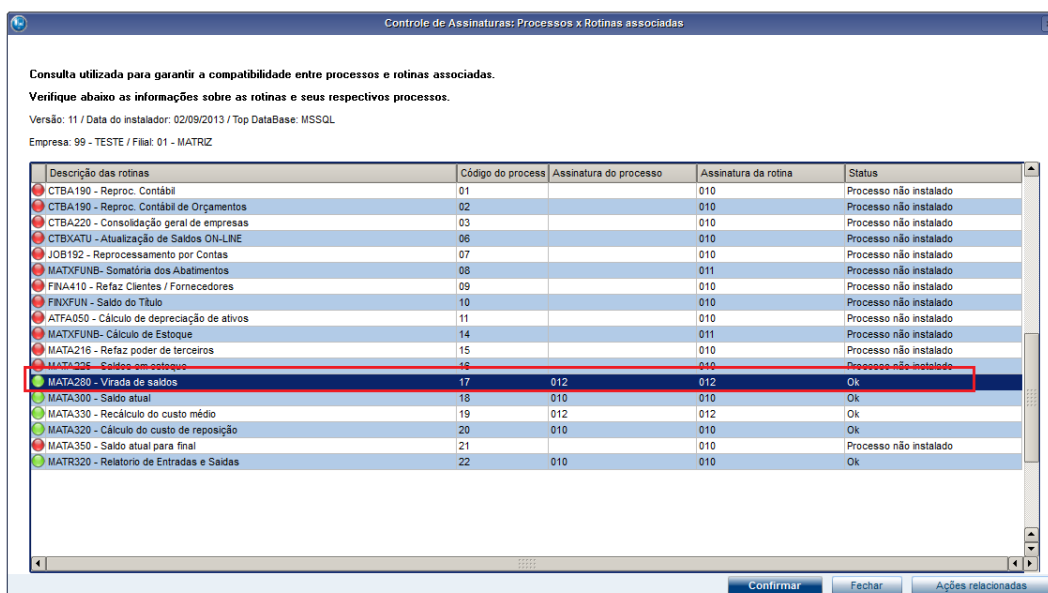 Controle de Assinaturas: Processos x Rotinas associadas
Consulta utilizada para garantir a compatibilidade entre processos e rotinas associadas.
Verifique abaixo as informações sobre as rotinas e seus respectivos processos.
Versão: 11 / Data do instalador: 02/09/2013 / Top DataBase: MSSQL
Empresa: 99 - TESTE / Filial: 01 - MATRIZ
Descrição das rotinas Código do process Assinatura do processo Assinatura da rotina Status
CTBA190 - Reproc. Contábil 01 010 Processo não instalado
CTBA190 - Reproc. Contábil de Orçamentos 02 010 Processo não instalado
CTBA220 - Consolidação geral de empresas 03 010 Processo não instalado
CTBXATU - Atualização de Saldos ON-LINE 06 010 Processo não instalado
JOB192 - Reprocessamento por Contas 07 010 Processo não instalado
MATXFUNB- Somatória dos Abatimentos 08 011 Processo não instalado
FINA410 - Refaz Clientes / Fornecedores 09 010 Processo não instalado
FINXFUN - Saldo do Título 10 010 Processo não instalado
ATFA050 - Cálculo de depreciação de ativos 11 010 Processo não instalado
MATXFUNB- Cálculo de Estoque 14 011 Processo não instalado
MATA216 - Refaz poder de terceiros 15 010 Processo não instalado
MATA225 - Saldos em estoque 16 010 Processo não instalado
MATA280 - Virada de saldos 17 012 012 Ok
MATA300 - Saldo atual 18 010 010 Ok
MATA330 - Recálculo do custo médio 19 012 012 Ok
MATA320 - Cálculo do custo de reposição 20 010 010 Ok
MATA350 - Saldo atual para final 21 010 Processo não instalado
MATR320 - Relatorio de Entradas e Saidas 22 010 010 Ok
Confirmar Fechar Ações relacionadas